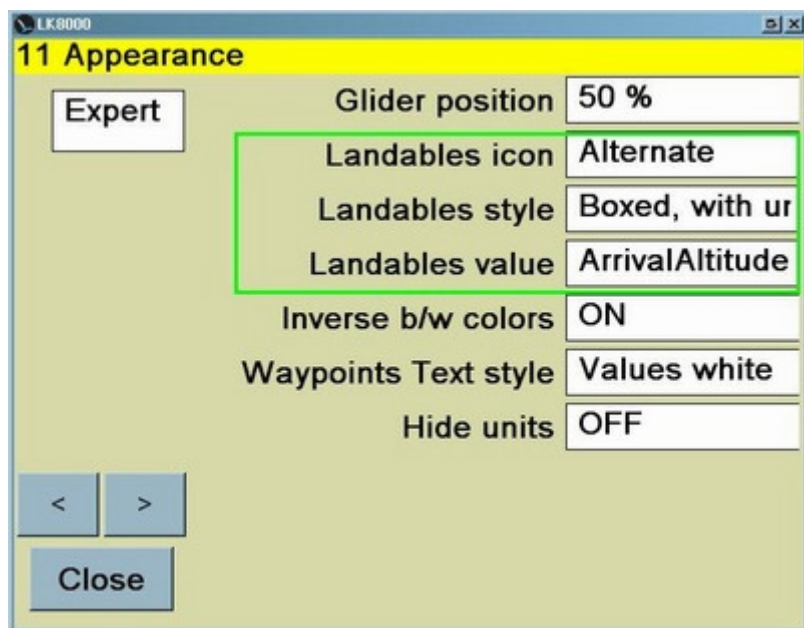 LK8000
11 Appearance
Expert
Glider position 50 %
Landables icon Alternate
Landables style Boxed, with ur
Landables value ArrivalAltitude
Inverse b/w colors ON
Waypoints Text style Values white
Hide units OFF
< >
Close